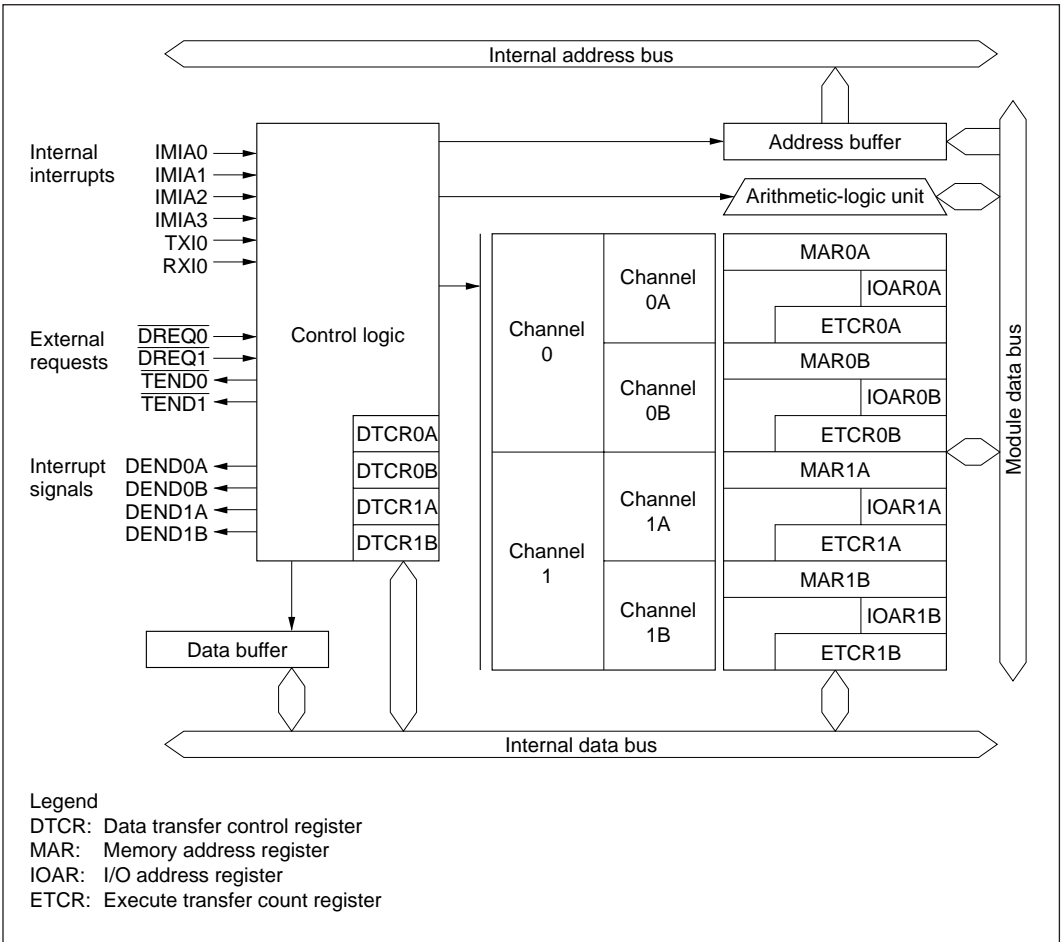 Internal address bus
Internal
interrupts
IMIA0
IMIA1
IMIA2
IMIA3
TXI0
RXI0
External
requests
DREQ0
DREQ1
TEND0
TEND1
Interrupt
signals
DEND0A
DEND0B
DEND1A
DEND1B
Control logic
DTCR0A
DTCR0B
DTCR1A
DTCR1B
Data buffer
Address buffer
Arithmetic-logic unit
Channel
0
Channel
0A
Channel
0B
Channel
1
Channel
1A
Channel
1B
MAR0A
IOAR0A
ETCR0A
MAR0B
IOAR0B
ETCR0B
MAR1A
IOAR1A
ETCR1A
MAR1B
IOAR1B
ETCR1B
Module data bus
Internal data bus
Legend
DTCR: Data transfer control register
MAR: Memory address register
IOAR: I/O address register
ETCR: Execute transfer count register